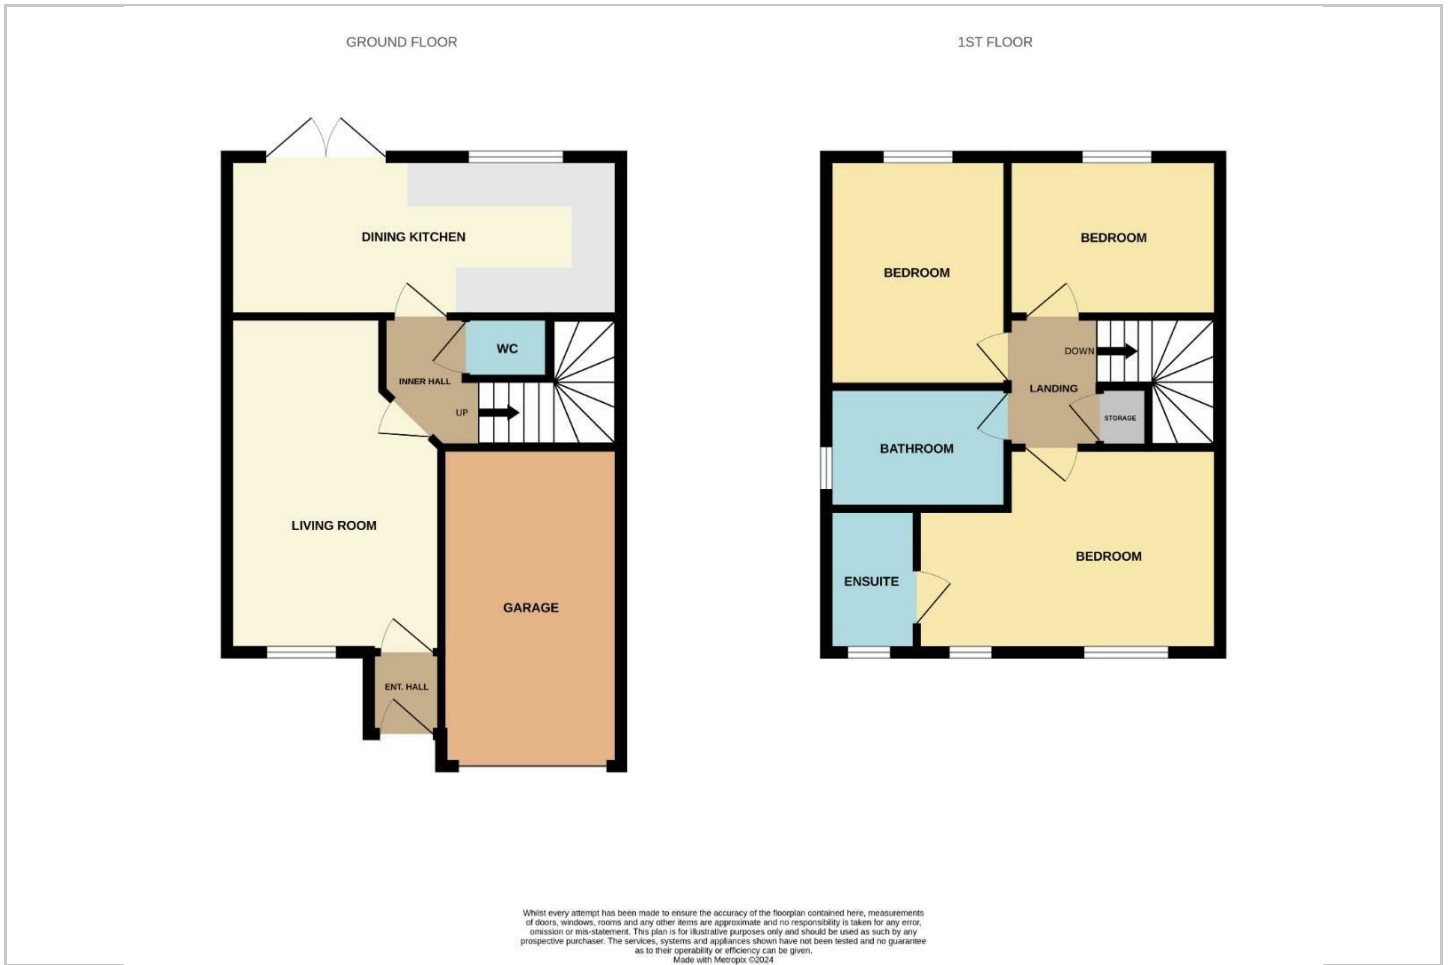 GROUND FLOOR
DINING KITCHEN
WC
INNER HALL
UP
LIVING ROOM
GARAGE
ENT. HALL
1ST FLOOR
BEDROOM
BEDROOM
DOWN
LANDING
STORAGE
BATHROOM
BEDROOM
ENSUITE
Whilst every attempt has been made to ensure the accuracy of the floorplan contained here, measurements
of doors, windows, rooms and any other items are approximate and no responsibility is taken for any error,
omission or mis-statement. This plan is for illustrative purposes only and should be used as such by any
prospective purchaser. The services, systems and appliances shown have not been tested and no guarantee
as to their operability or efficiency can be given.
Made with Metropix ©2024